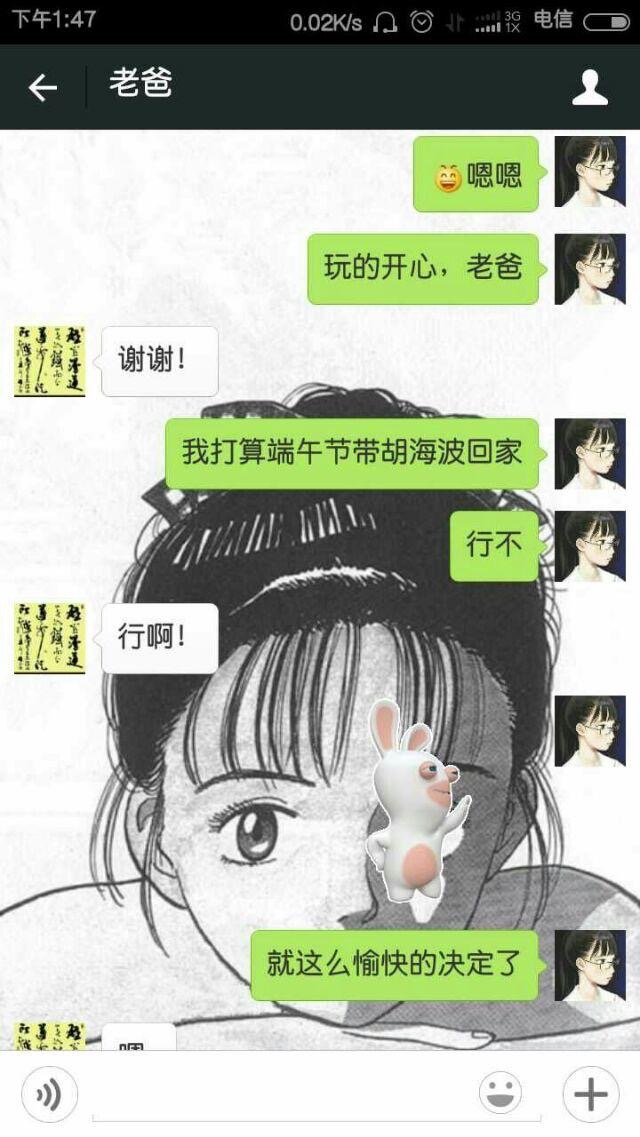 下午1:47
0.02K/s
3G
1X
电信
老爸
嗯嗯
玩的开心，老爸
谢谢！
我打算端午节带胡海波回家
行不
行啊！
就这么愉快的决定了